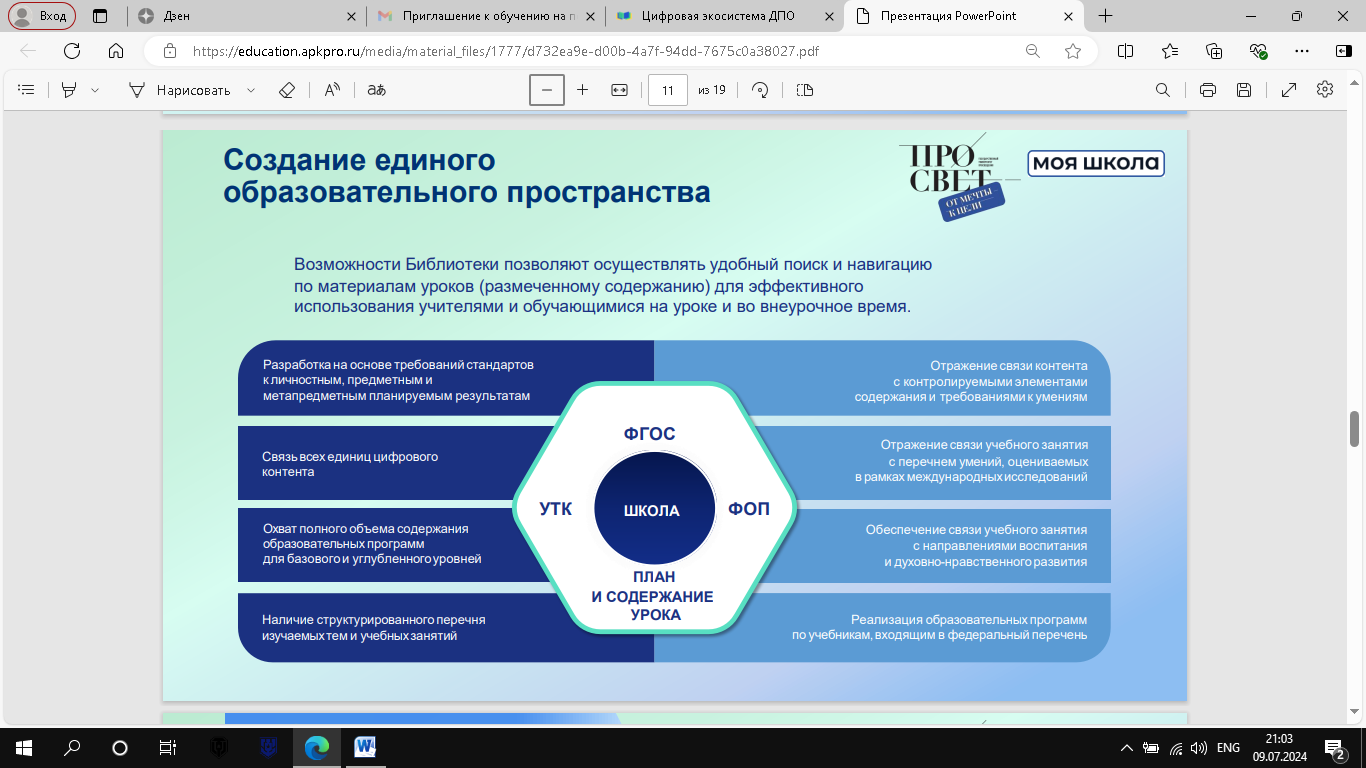 Вход
Дзен
Приглашение к обучению на п
Цифровая экосистема ДПО
Презентация PowerPoint
https://education.apkpro.ru/media/material_files/1777/d732ea9e-d00b-4a7f-94dd-7675c0a38027.pdf
Нарисовать
aあ
11
из 19
Создание единого
образовательного пространства
ПРО
СВЕТ
ОТ МЕЧТЫ
К ЦЕЛИ
МОЯ ШКОЛА
Возможности Библиотеки позволяют осуществлять удобный поиск и навигацию
по материалам уроков (размеченному содержанию) для эффективного
использования учителями и обучающимися на уроке и во внеурочное время.
Разработка на основе требований стандартов
к личностным, предметным и
метапредметным планируемым результатам
Связь всех единиц цифрового
контента
Охват полного объема содержания
образовательных программ
для базового и углубленного уровней
Наличие структурированного перечня
изучаемых тем и учебных занятий
ФГОС
УТК
ШКОЛА
ФОП
ПЛАН
И СОДЕРЖАНИЕ
УРОКА
Отражение связи контента
с контролируемыми элементами
содержания и требованиями к умениям
Отражение связи учебного занятия
с перечнем умений, оцениваемых
в рамках международных исследований
Обеспечение связи учебного занятия
с направлениями воспитания
и духовно-нравственного развития
Реализация образовательных программ
по учебникам, входящим в федеральный перечень
ENG
21:03
09.07.2024
2